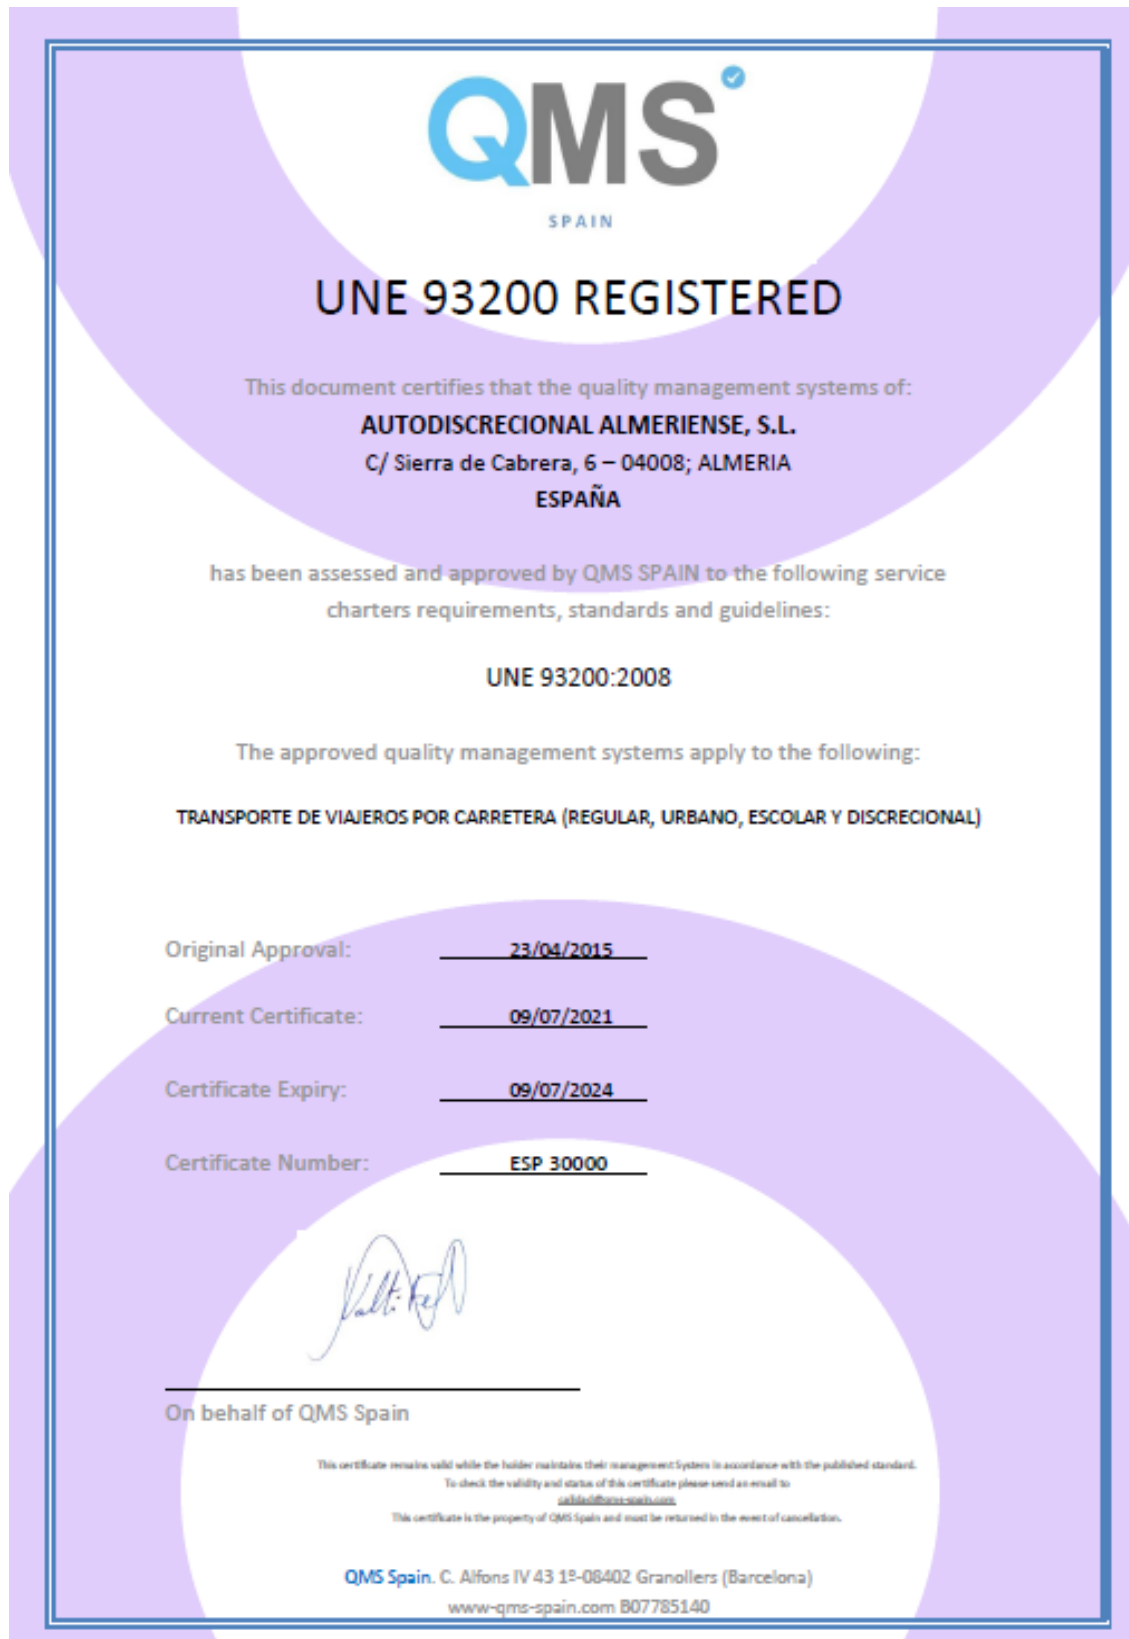 QMS
SPAIN
UNE 93200 REGISTERED
This document certifies that the quality management systems of:
AUTODISCRECIONAL ALMERIENSE, S.L.
C/ Sierra de Cabrera, 6 – 04008; ALMERIA
ESPAÑA
has been assessed and approved by QMS SPAIN to the following service
charters requirements, standards and guidelines:
UNE 93200:2008
The approved quality management systems apply to the following:
TRANSPORTE DE VIAJEROS POR CARRETERA (REGULAR, URBANO, ESCOLAR Y DISCRECIONAL)
Original Approval: 23/04/2015
Current Certificate: 09/07/2021
Certificate Expiry: 09/07/2024
Certificate Number: ESP 30000
On behalf of QMS Spain
This certificate remains valid while the holder maintains their management System in accordance with the published standard.
To check the validity and status of this certificate please send an email to
calidad@qms-spain.com
This certificate is the property of QMS Spain and must be returned in the event of cancellation.
QMS Spain. C. Alfons IV 43 1º-08402 Granollers (Barcelona)
www-qms-spain.com B07785140